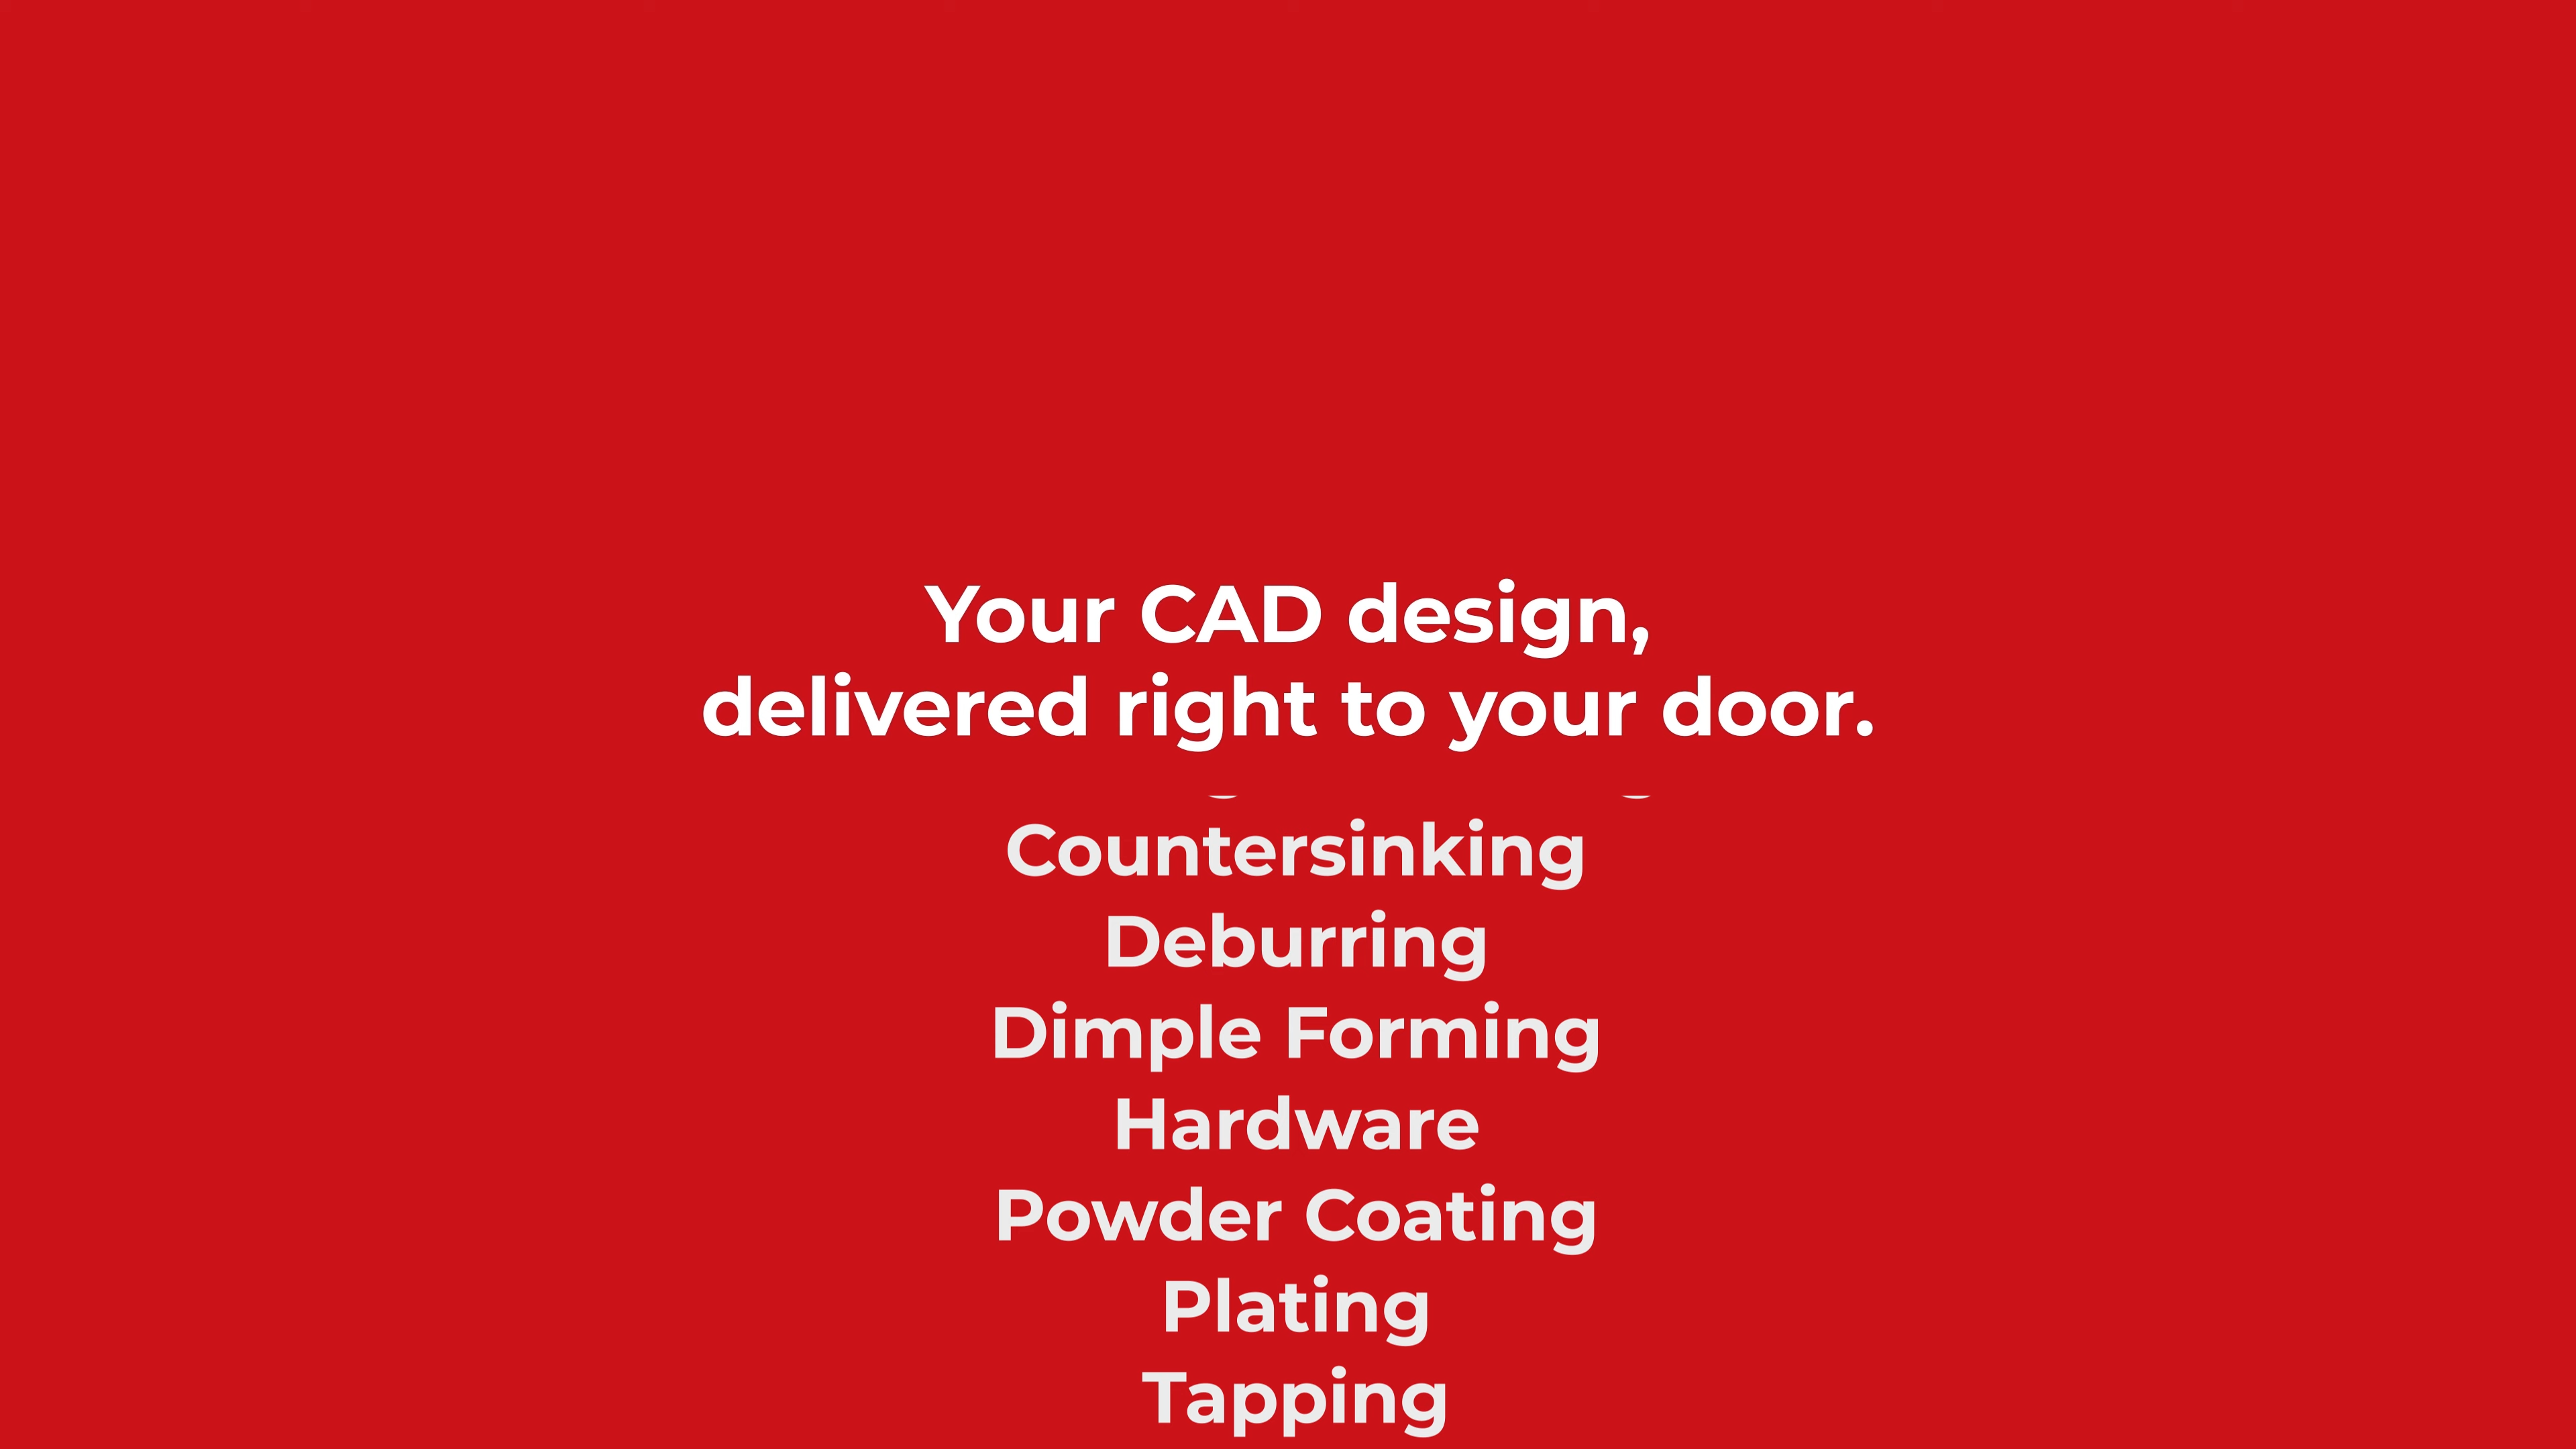 Your CAD design,
delivered right to your door.
Countersinking
Deburring
Dimple Forming
Hardware
Powder Coating
Plating
Tapping